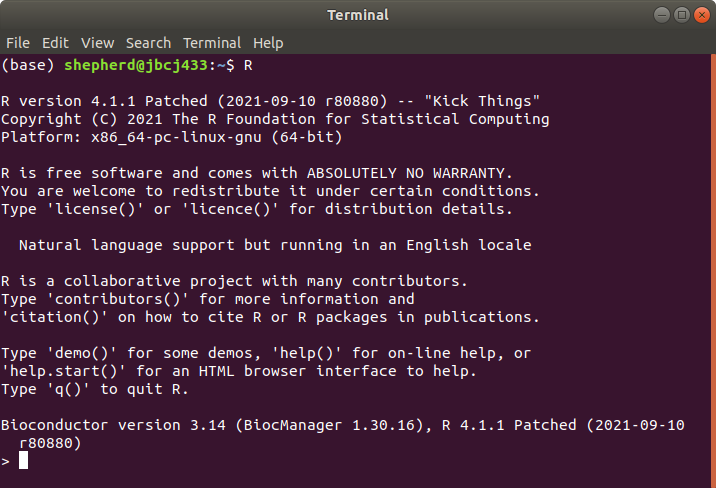 Terminal
File Edit View Search Terminal Help
(base) shepherd@jbcj433:~$ R
R version 4.1.1 Patched (2021-09-10 r80880) -- "Kick Things"
Copyright (C) 2021 The R Foundation for Statistical Computing
Platform: x86_64-pc-linux-gnu (64-bit)
R is free software and comes with ABSOLUTELY NO WARRANTY.
You are welcome to redistribute it under certain conditions.
Type 'license()' or 'licence()' for distribution details.
Natural language support but running in an English locale
R is a collaborative project with many contributors.
Type 'contributors()' for more information and
'citation()' on how to cite R or R packages in publications.
Type 'demo()' for some demos, 'help()' for on-line help, or
'help.start()' for an HTML browser interface to help.
Type 'q()' to quit R.
Bioconductor version 3.14 (BiocManager 1.30.16), R 4.1.1 Patched (2021-09-10
r80880)
>